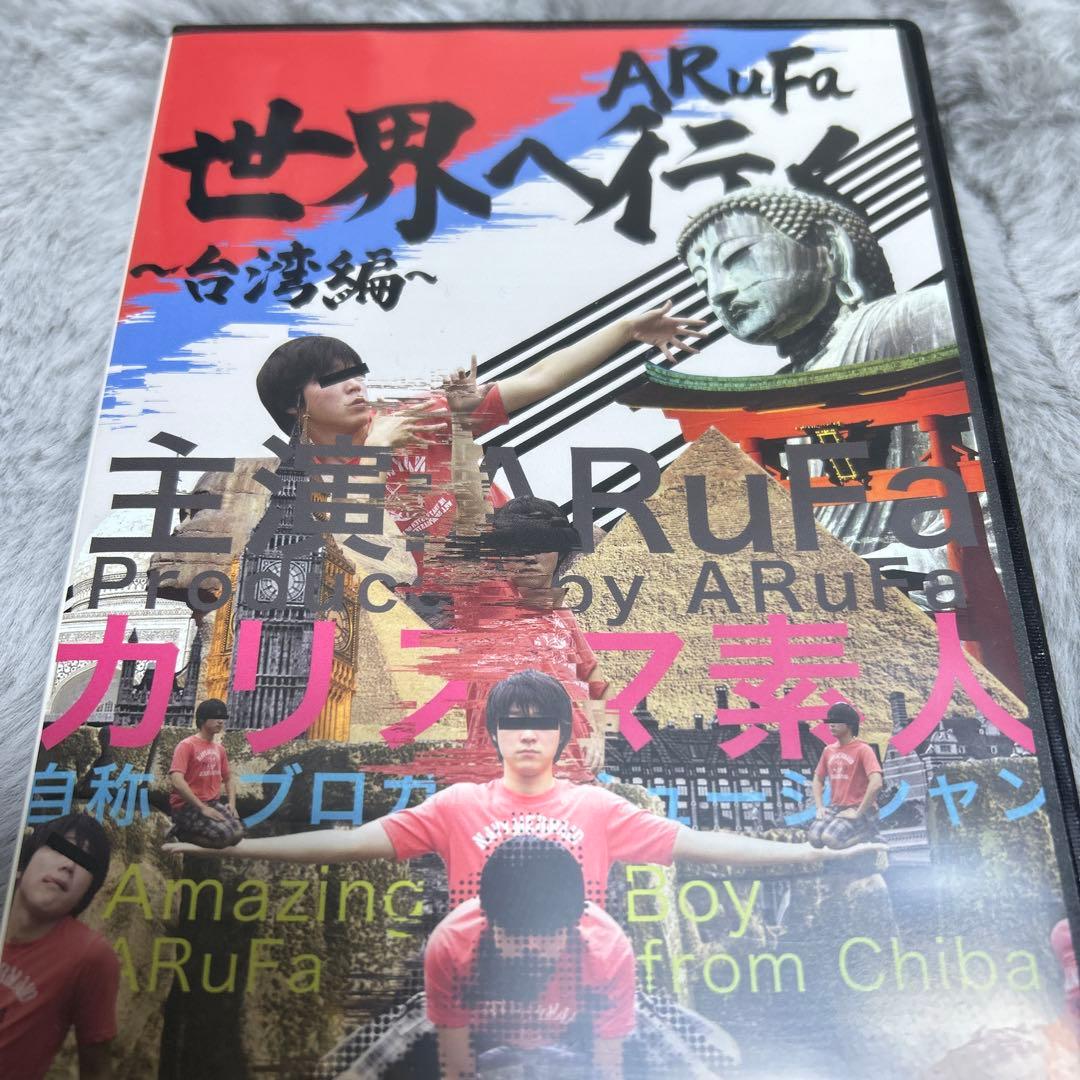 ARuFa
世界へ行く
~台湾編~
主演:ARuFa
Produced by ARuFa
カリスマ素人
自称 ブロガーミュージシャン
Amazing Boy
ARuFa from Chiba